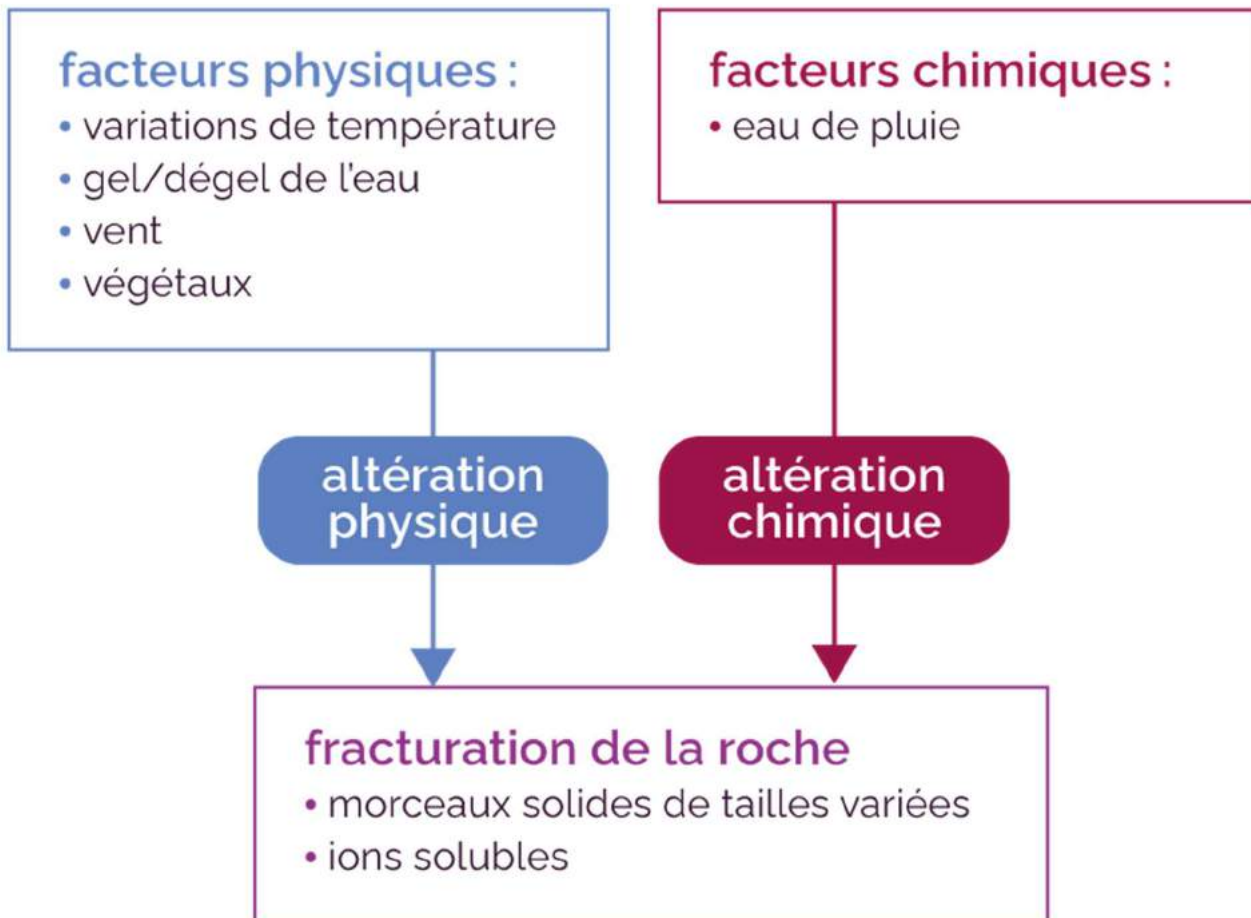 facteurs physiques :
• variations de température
• gel/dégel de l'eau
• vent
• végétaux
facteurs chimiques :
• eau de pluie
altération
physique
altération
chimique
fracturation de la roche
• morceaux solides de tailles variées
• ions solubles